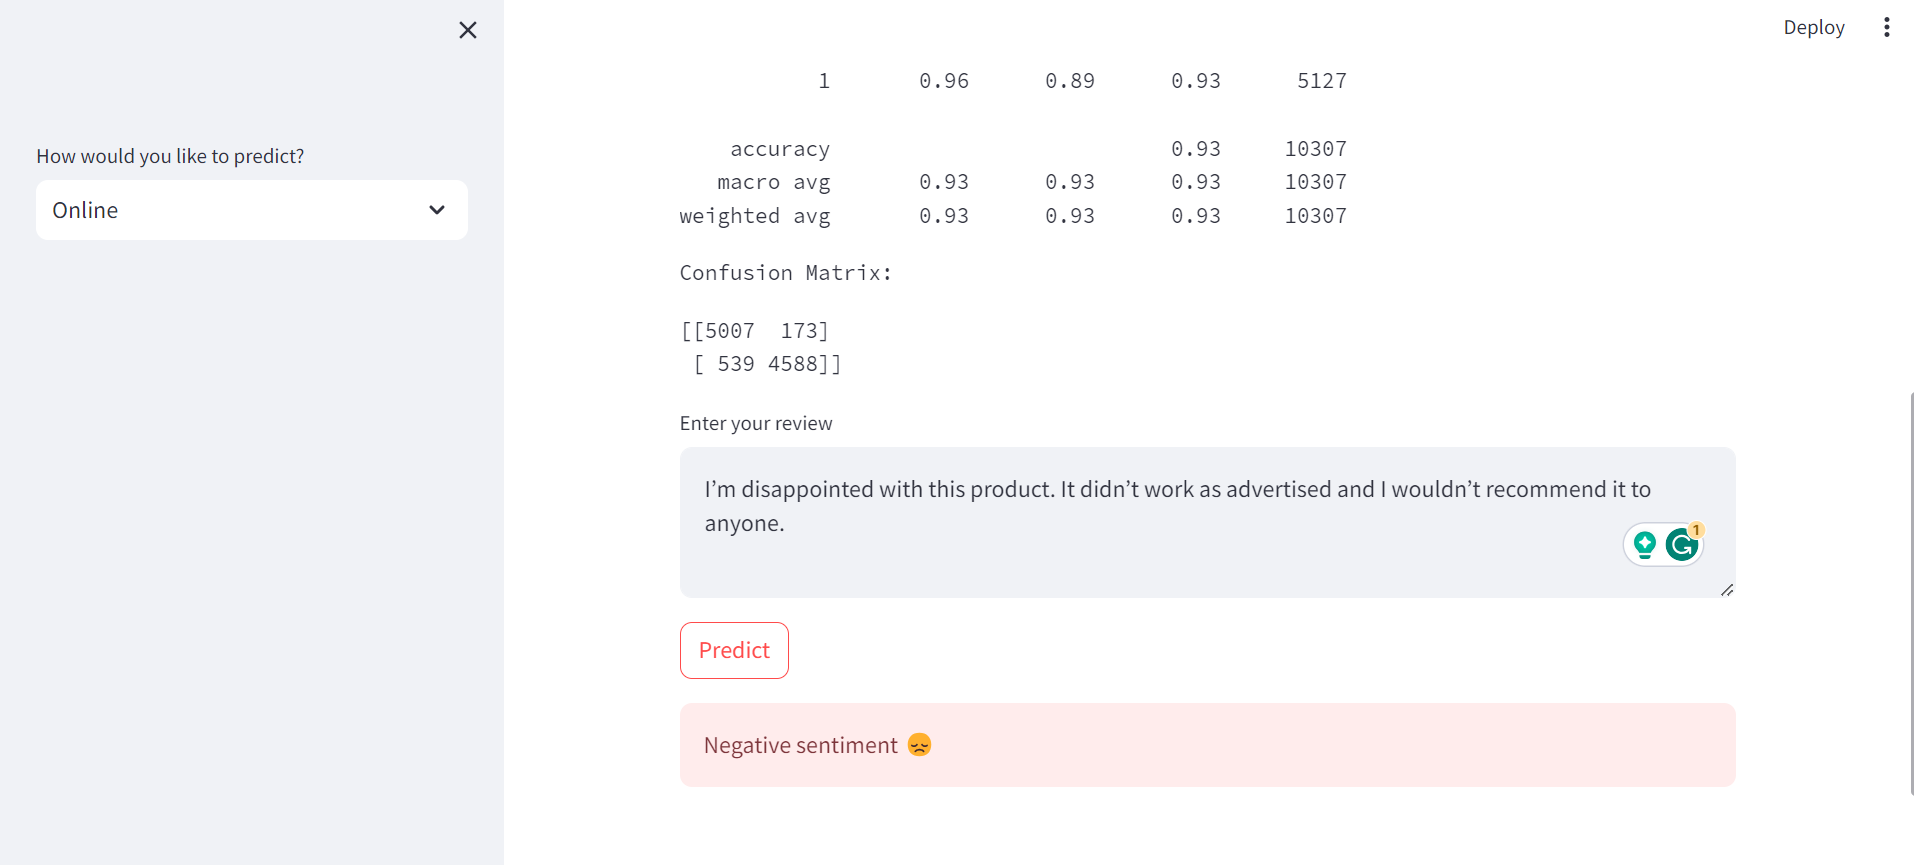 Deploy
How would you like to predict?
Online
1 0.96 0.89 0.93 5127
accuracy 0.93 10307
macro avg 0.93 0.93 0.93 10307
weighted avg 0.93 0.93 0.93 10307
Confusion Matrix:
[[5007 173]
[ 539 4588]]
Enter your review
I’m disappointed with this product. It didn’t work as advertised and I wouldn’t recommend it to
anyone.
1
Predict
Negative sentiment 😞